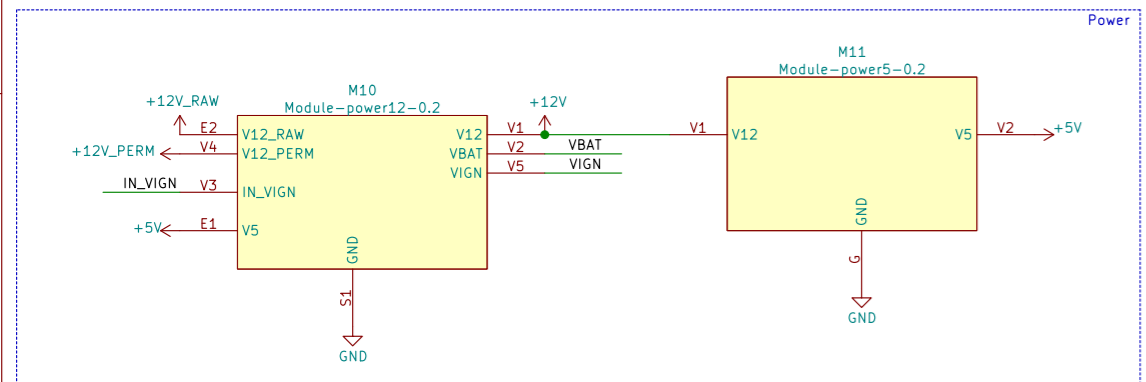 Power
M10
Module-power12-0.2
+12V_RAW
E2
V12_RAW
+12V_PERM
V4
V12_PERM
IN_VIGN
V3
IN_VIGN
+5V
E1
V5
GND
S1
GND
V12
V1
+12V
VBAT
V2
VBAT
VIGN
V5
VIGN
M11
Module-power5-0.2
V1
V12
V5
V2
+5V
GND
G
GND